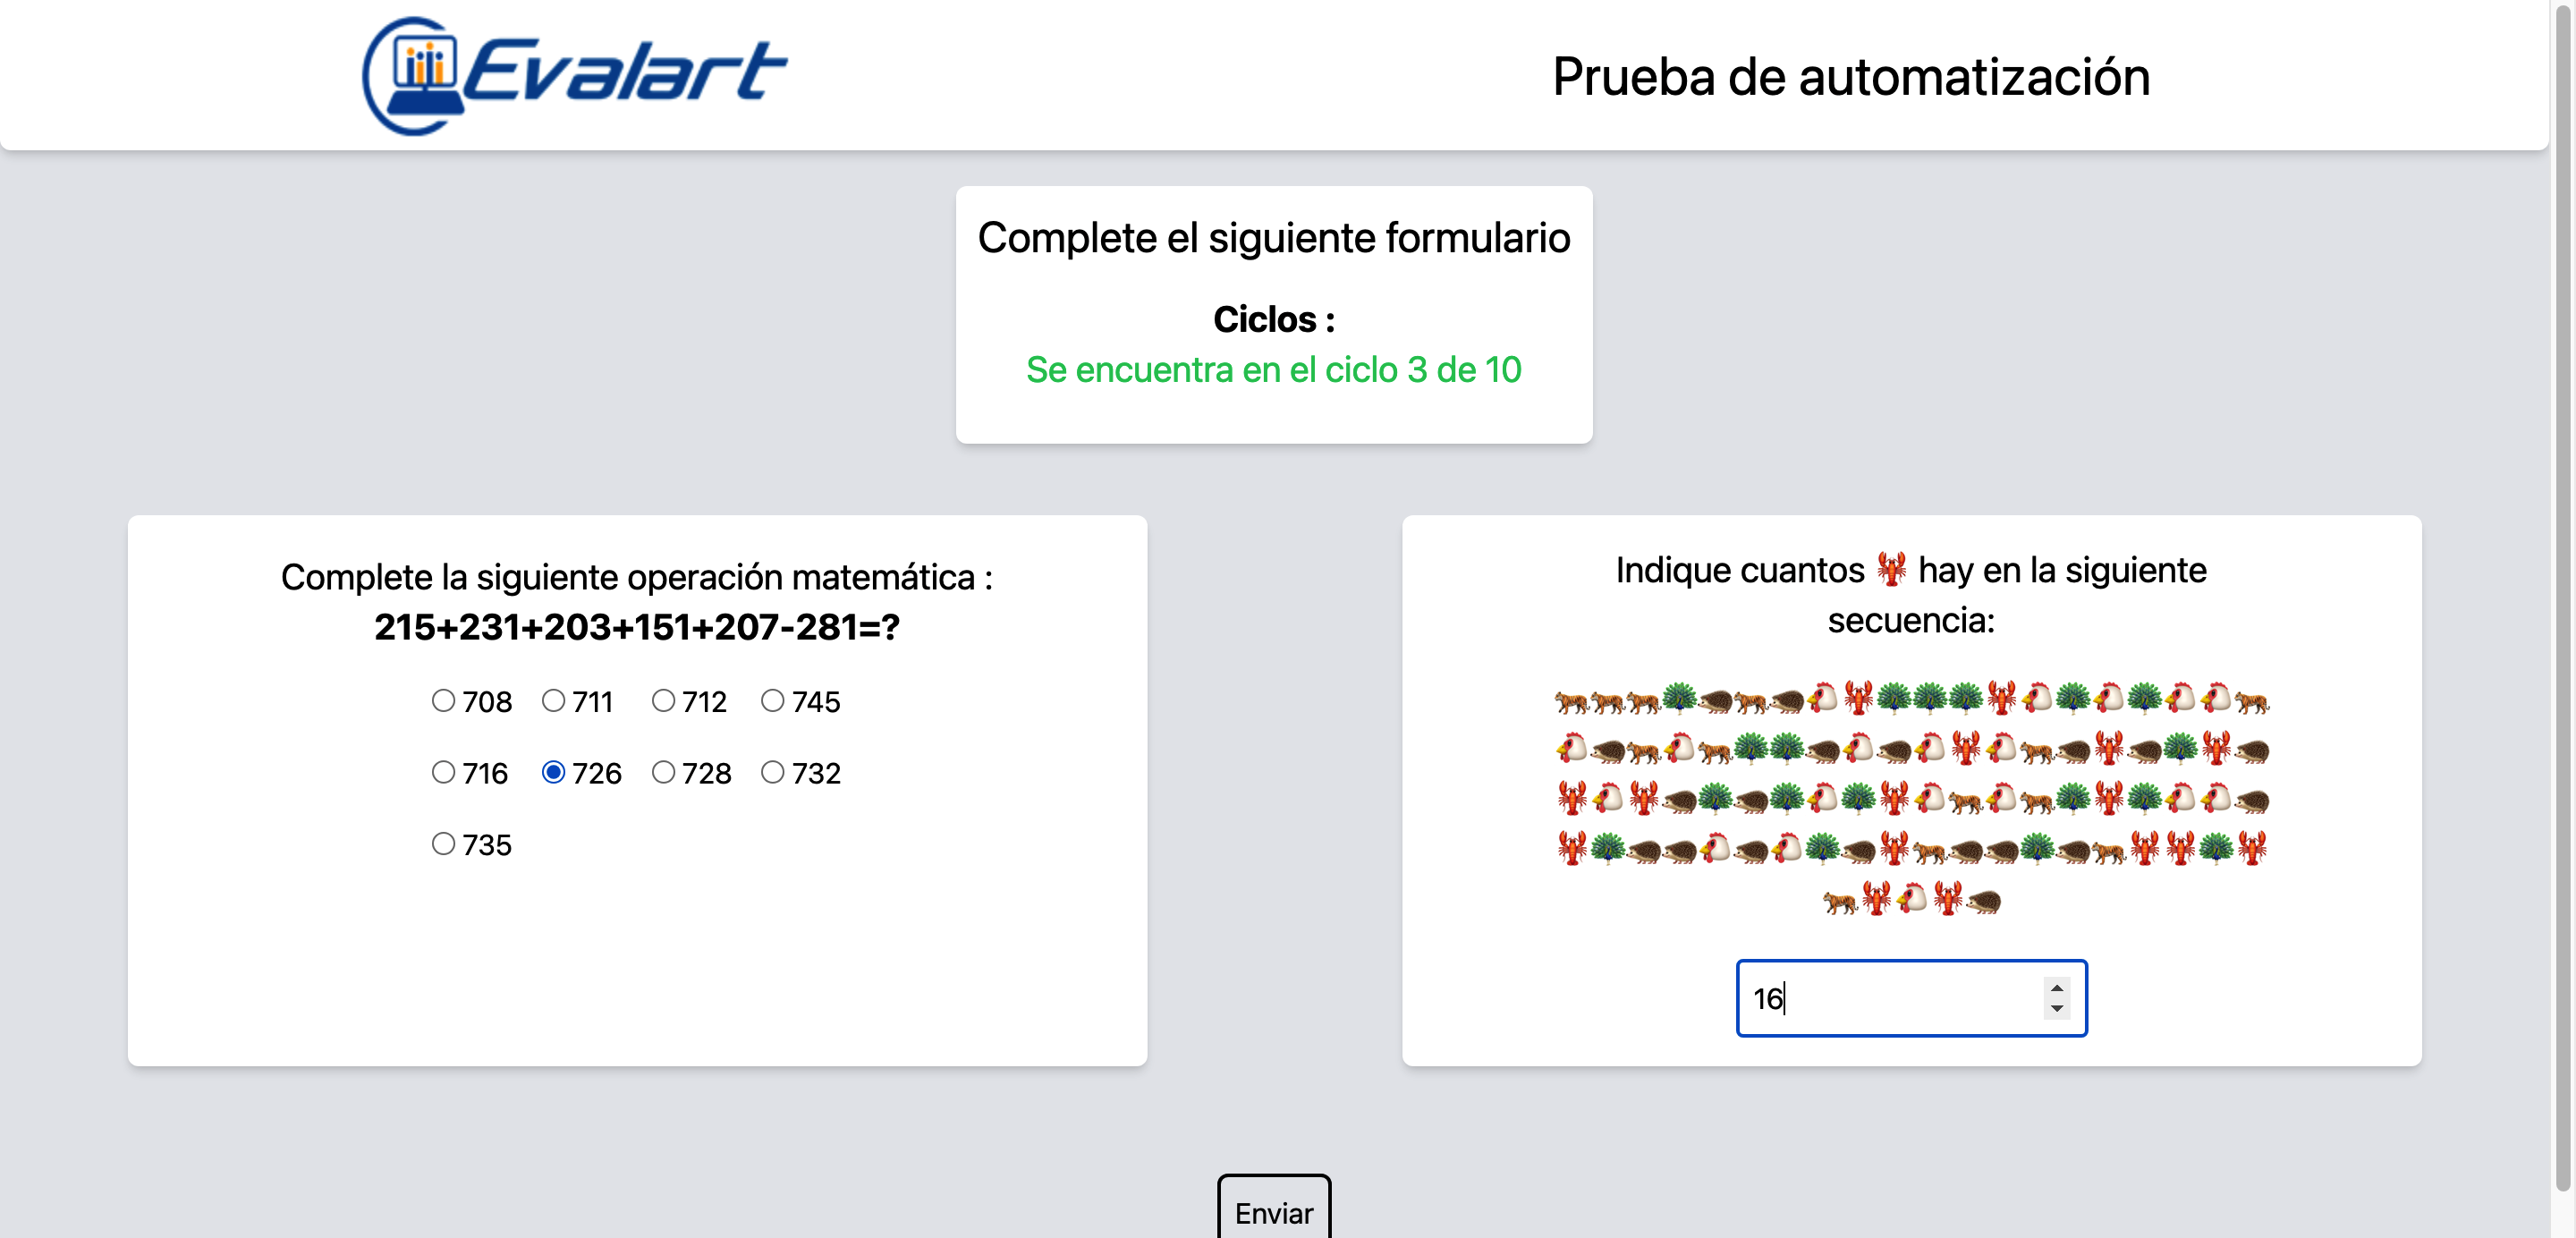 Evalart
Prueba de automatización
Complete el siguiente formulario
Ciclos :
Se encuentra en el ciclo 3 de 10
Complete la siguiente operación matemática :
215+231+203+151+207-281=?
708 711 712 745
716 726 728 732
735
Indique cuantos 🦞 hay en la siguiente
secuencia:
16
Enviar